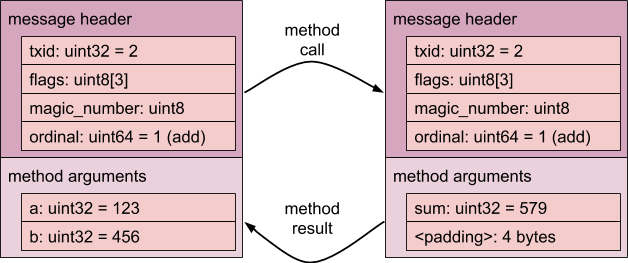 message header
txid: uint32 = 2
flags: uint8[3]
magic_number: uint8
ordinal: uint64 = 1 (add)
method arguments
a: uint32 = 123
b: uint32 = 456
method
call
method
result
message header
txid: uint32 = 2
flags: uint8[3]
magic_number: uint8
ordinal: uint64 = 1 (add)
method arguments
sum: uint32 = 579
<padding>: 4 bytes